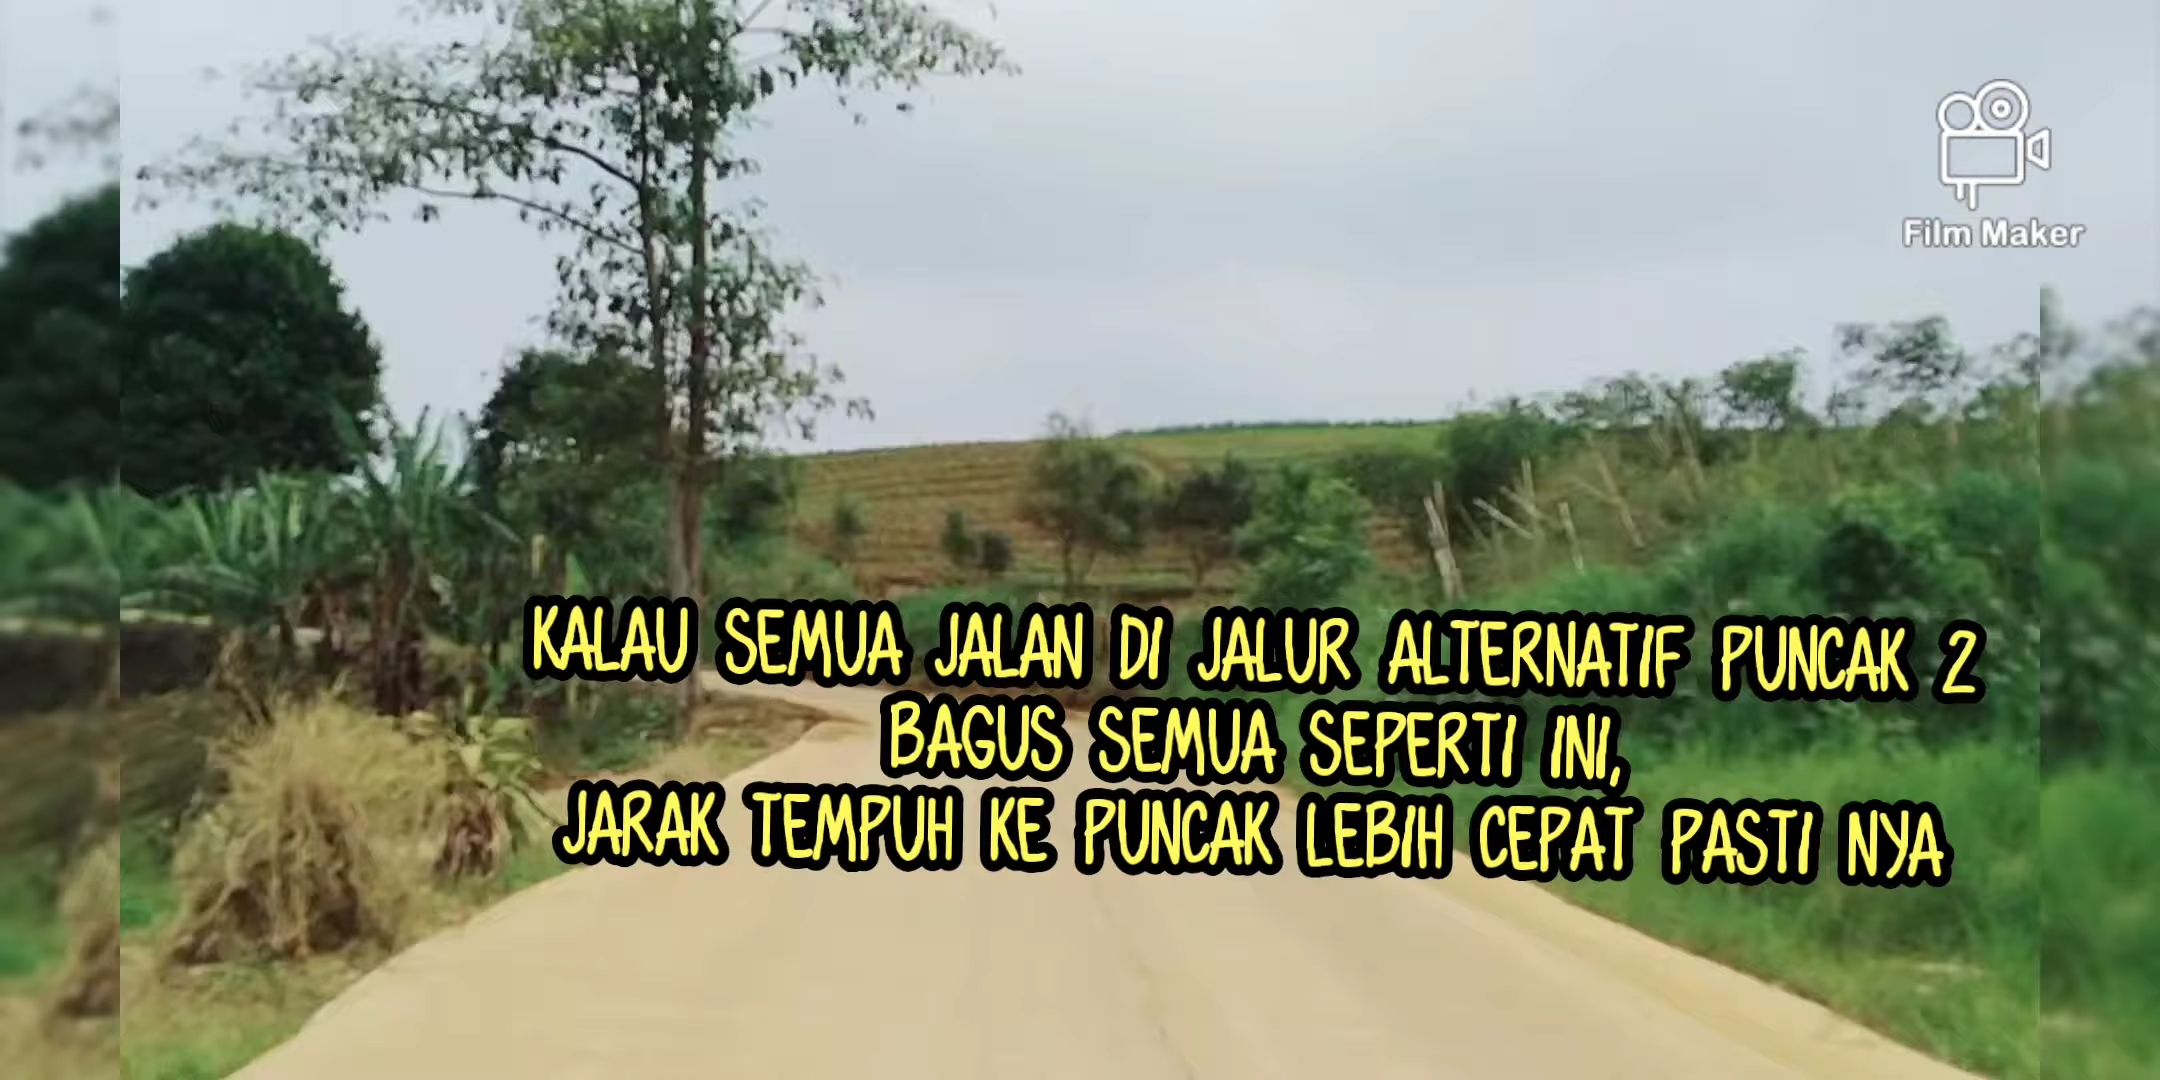 Film Maker
KALAU SEMUA JALAN DI JALUR ALTERNATIF PUNCAK 2
BAGUS SEMUA SEPERTI INI,
JARAK TEMPUH KE PUNCAK LEBIH CEPAT PASTI NYA